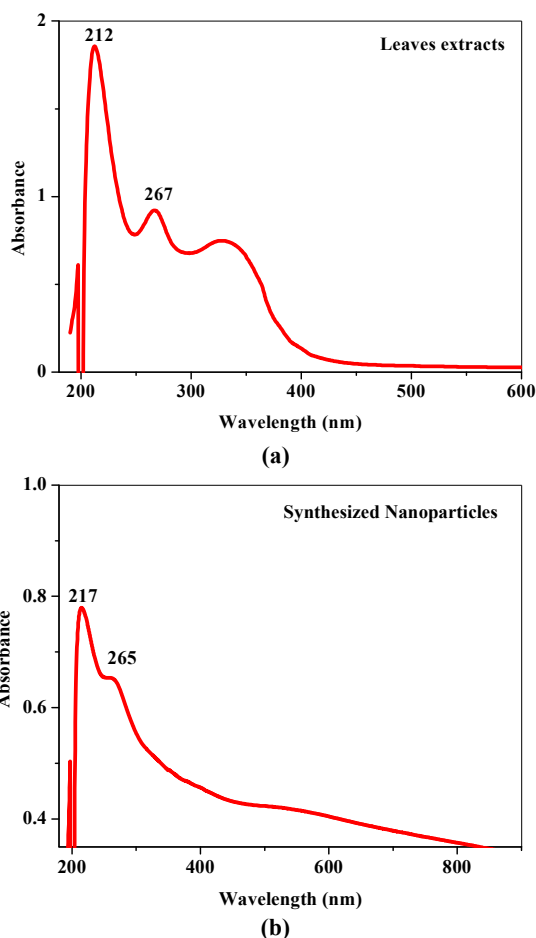 2
212
Leaves extracts
267
1
Absorbance
0
200 300 400 500 600
Wavelength (nm)
(a)
1.0
Synthesized Nanoparticles
0.8
217
265
0.6
Absorbance
0.4
200 400 600 800
Wavelength (nm)
(b)